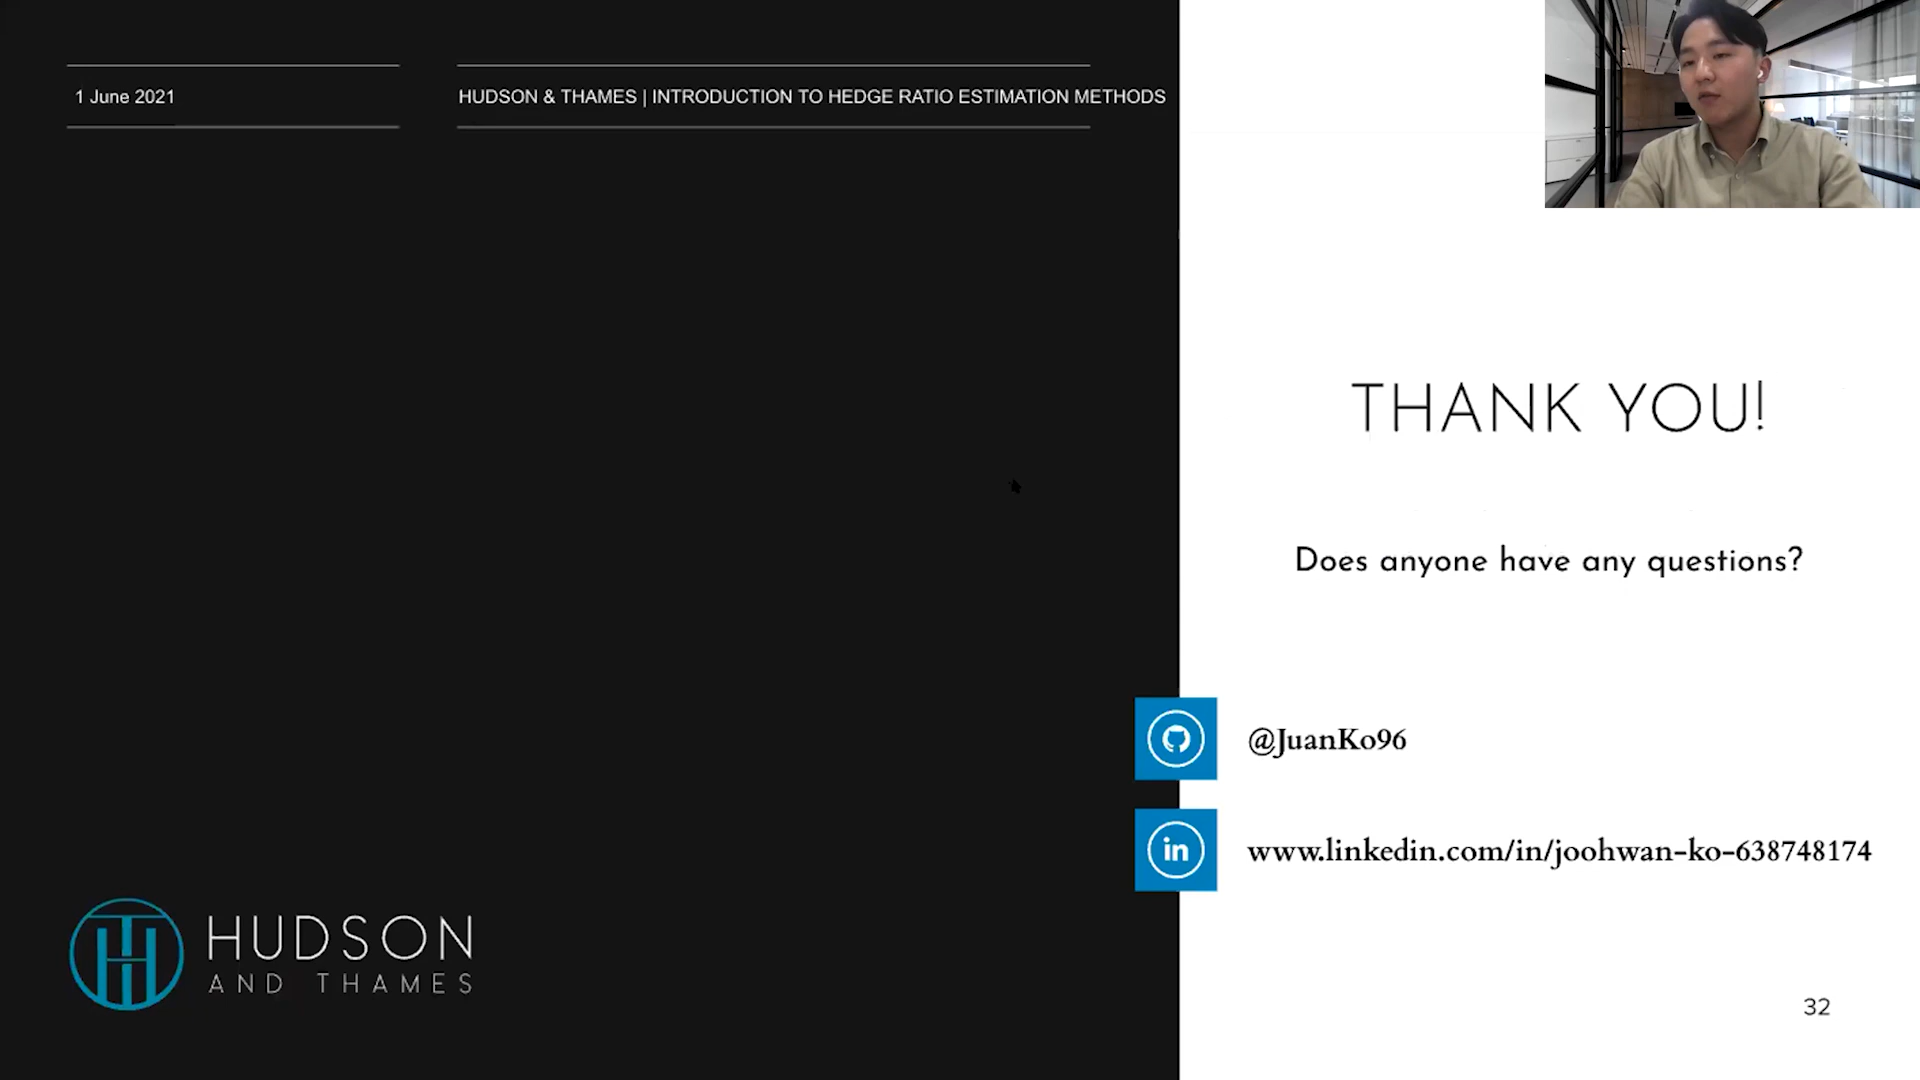 1 June 2021
HUDSON & THAMES | INTRODUCTION TO HEDGE RATIO ESTIMATION METHODS
THANK YOU!
Does anyone have any questions?
@JuanKo96
in
www.linkedin.com/in/joohwan-ko-638748174
HUDSON
AND THAMES
32